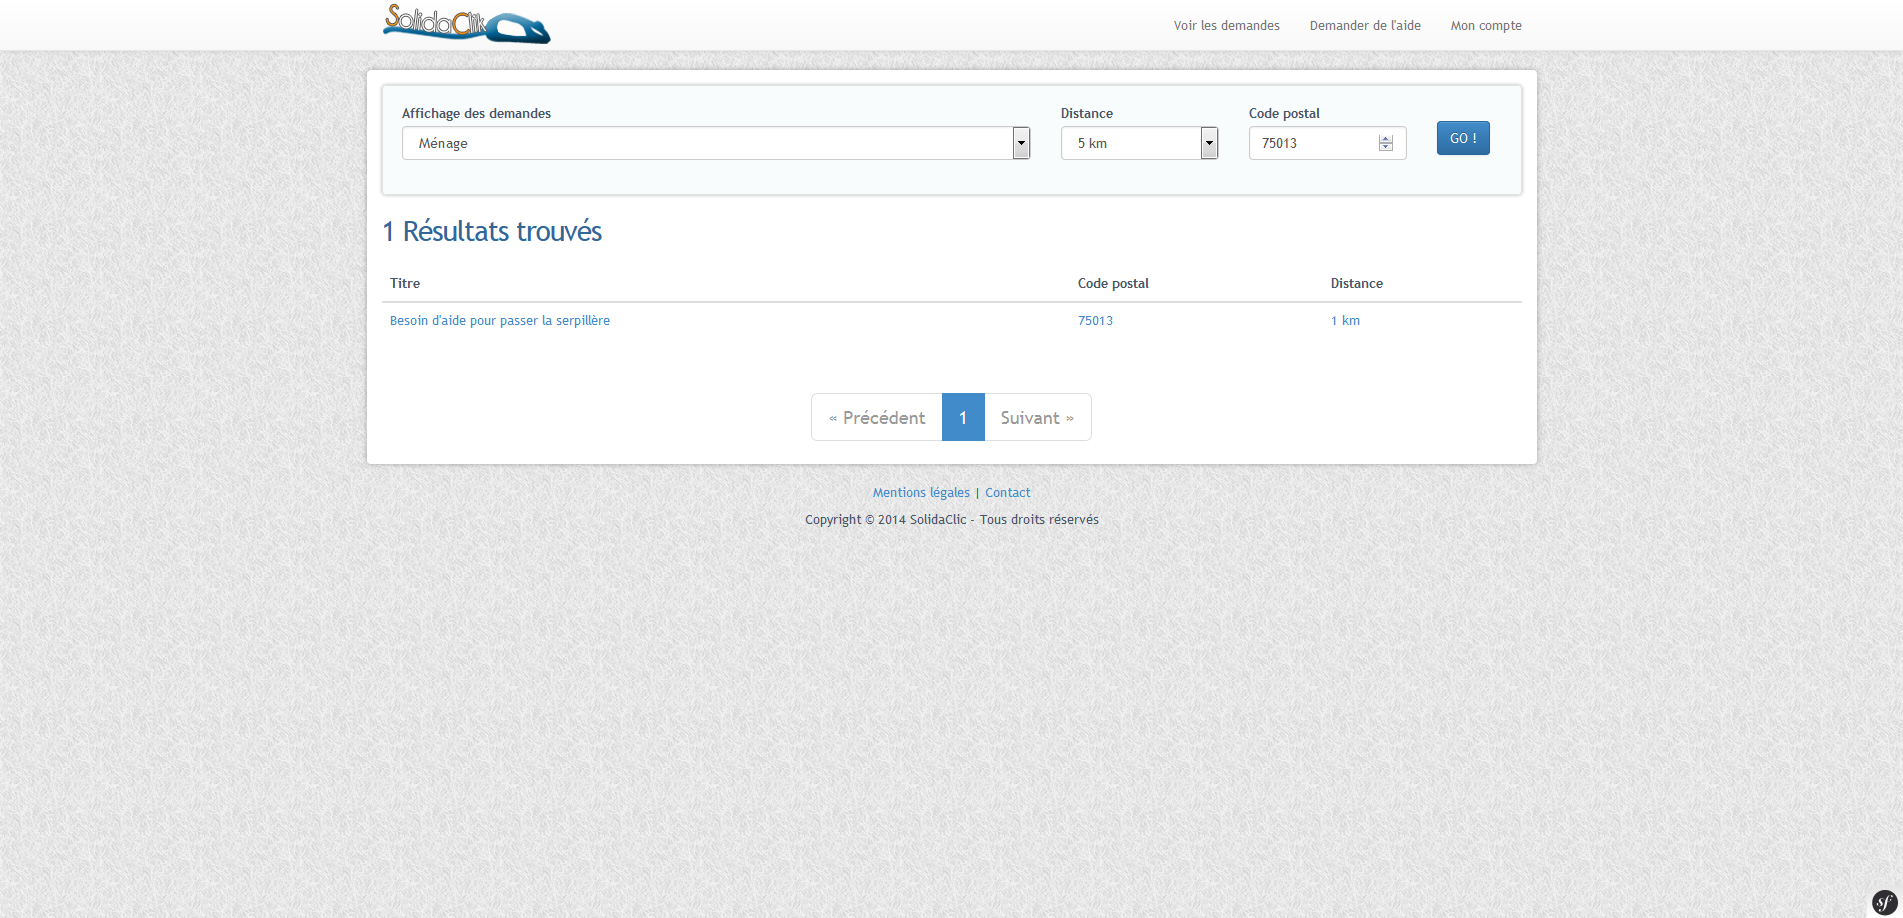 SolidaClik
Voir les demandes Demander de l'aide Mon compte
Affichage des demandes Distance Code postal
Ménage 5 km 75013 GO !
1 Résultats trouvés
Titre Code postal Distance
Besoin d'aide pour passer la serpillère 75013 1 km
« Précédent 1 Suivant »
Mentions légales | Contact
Copyright © 2014 SolidaClic - Tous droits réservés
sf